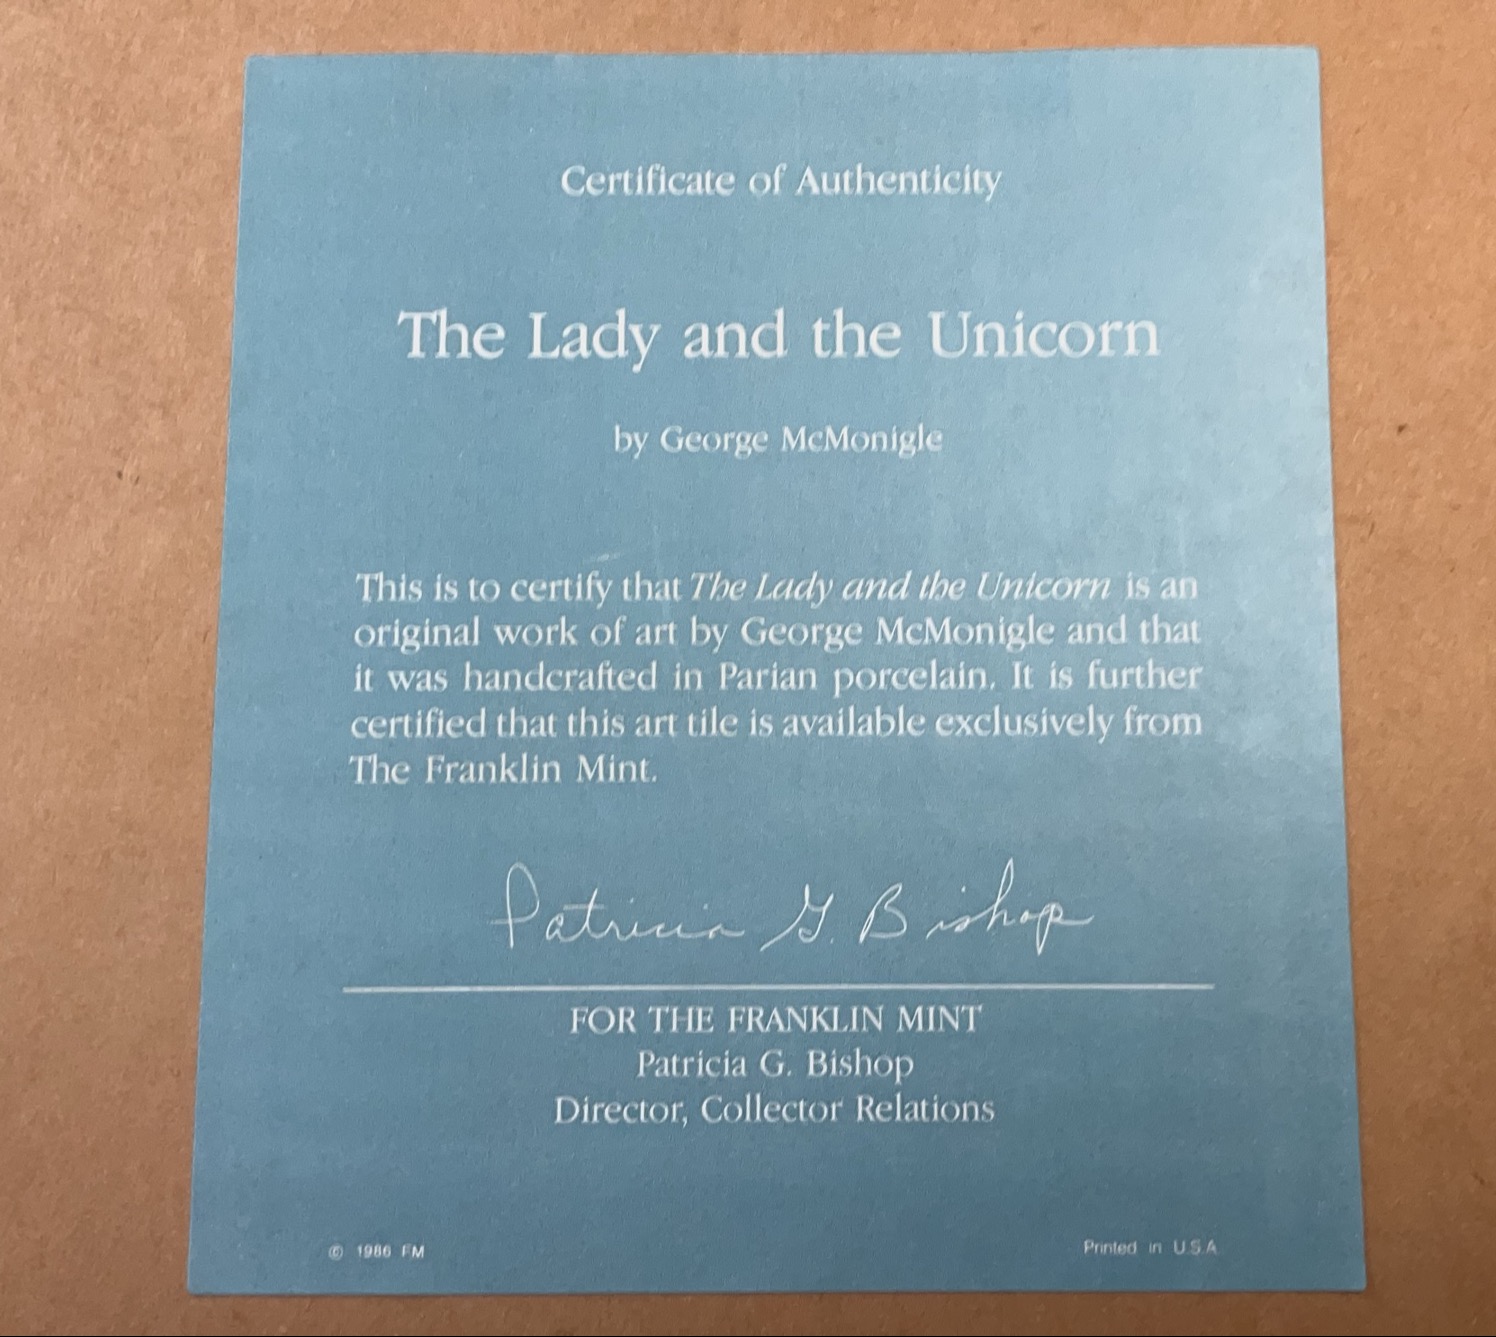 Certificate of Authenticity
The Lady and the Unicorn
by George McMonigle
This is to certify that The Lady and the Unicorn is an
original work of art by George McMonigle and that
it was handcrafted in Parian porcelain. It is further
certified that this art tile is available exclusively from
The Franklin Mint.
Patricia G. Bishop
FOR THE FRANKLIN MINT
Patricia G. Bishop
Director, Collector Relations
© 1986 FM
Printed in U.S.A.